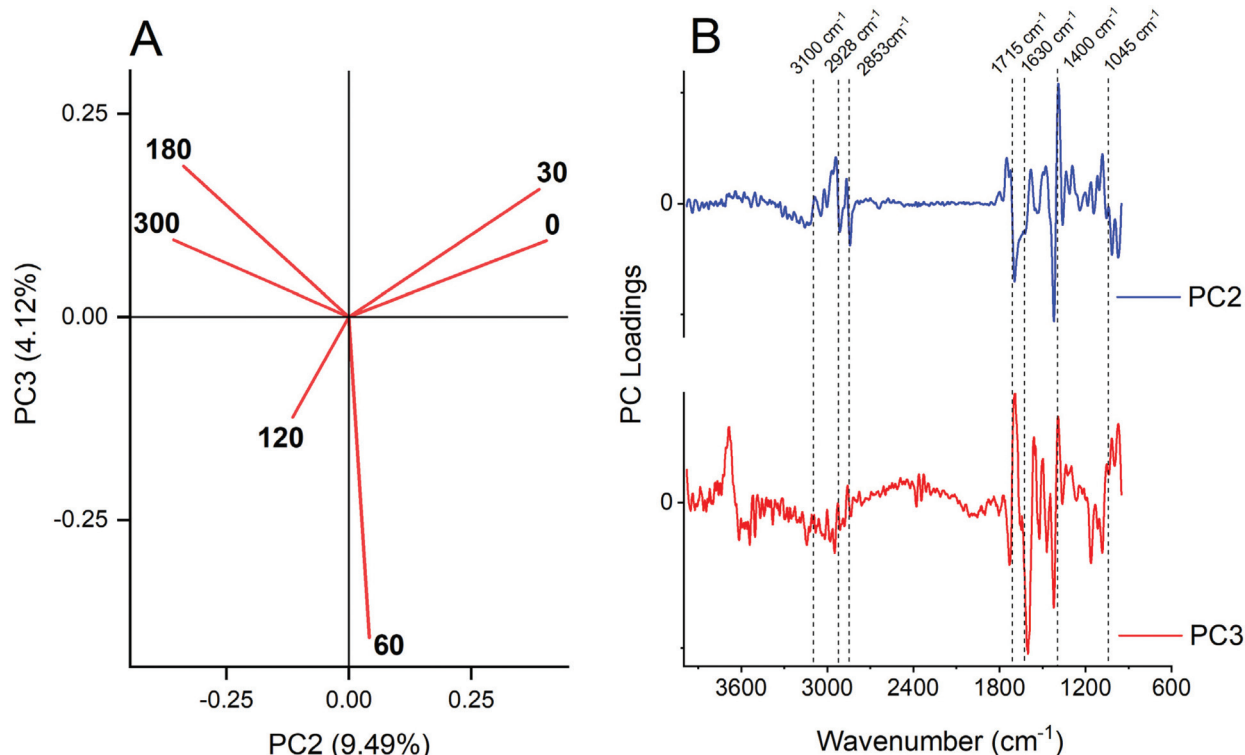 A
0.25
0.00
-0.25
PC3 (4.12%)
180
300
30
0
120
60
-0.25
0.00
0.25
PC2 (9.49%)
B
3100 cm⁻¹
2928 cm⁻¹
2853cm⁻¹
1715 cm⁻¹
1630 cm⁻¹
1400 cm⁻¹
1045 cm⁻¹
0
PC2
PC Loadings
0
PC3
3600
3000
2400
1800
1200
600
Wavenumber (cm⁻¹)